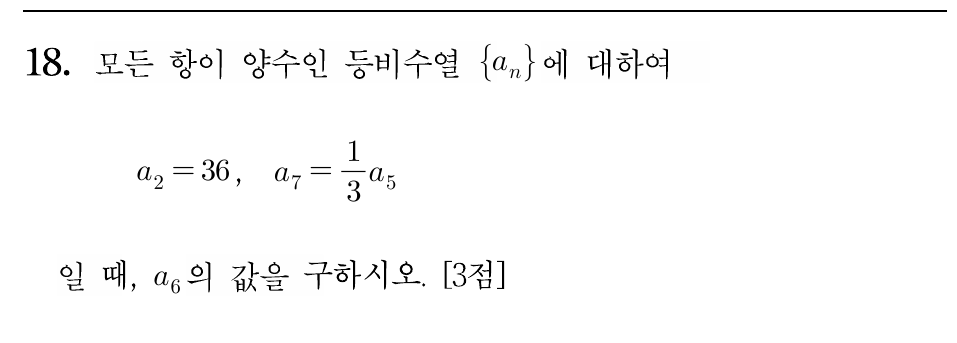 18. 모든 항이 양수인 등비수열 {aₙ}에 대하여
a₂ = 36, a₇ = 1/3 a₅
일 때, a₆의 값을 구하시오. [3점]